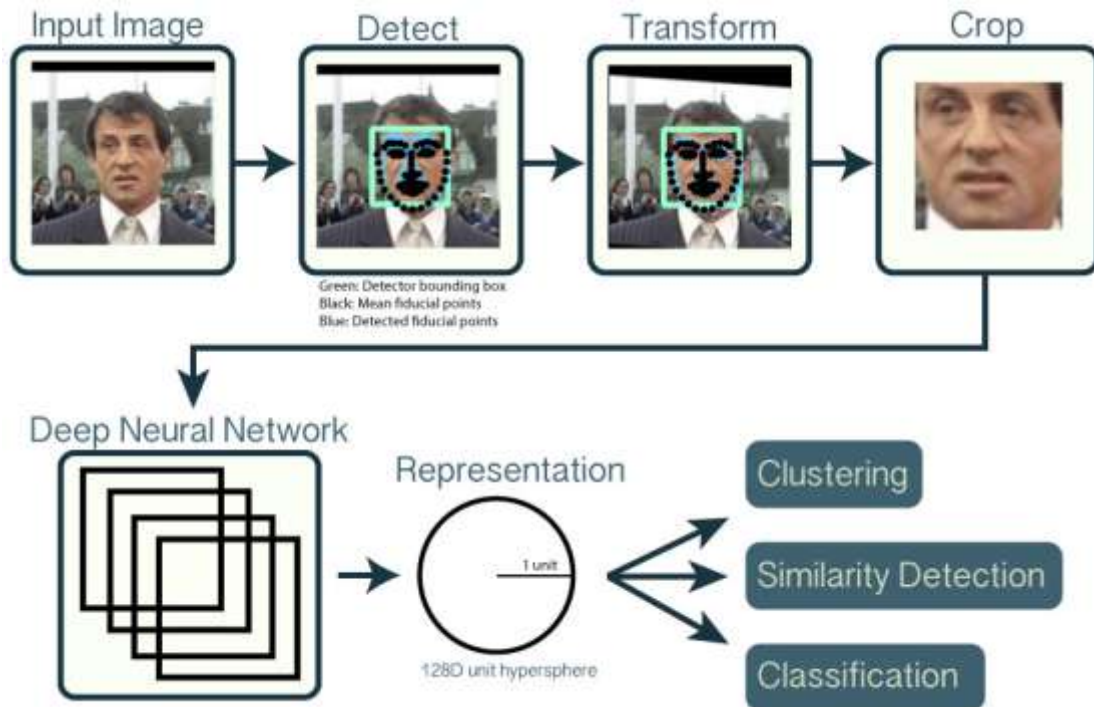 Input Image
Detect
Transform
Crop
Green: Detector bounding box
Black: Mean fiducial points
Blue: Detected fiducial points
Deep Neural Network
Representation
1 unit
128D unit hypersphere
Clustering
Similarity Detection
Classification